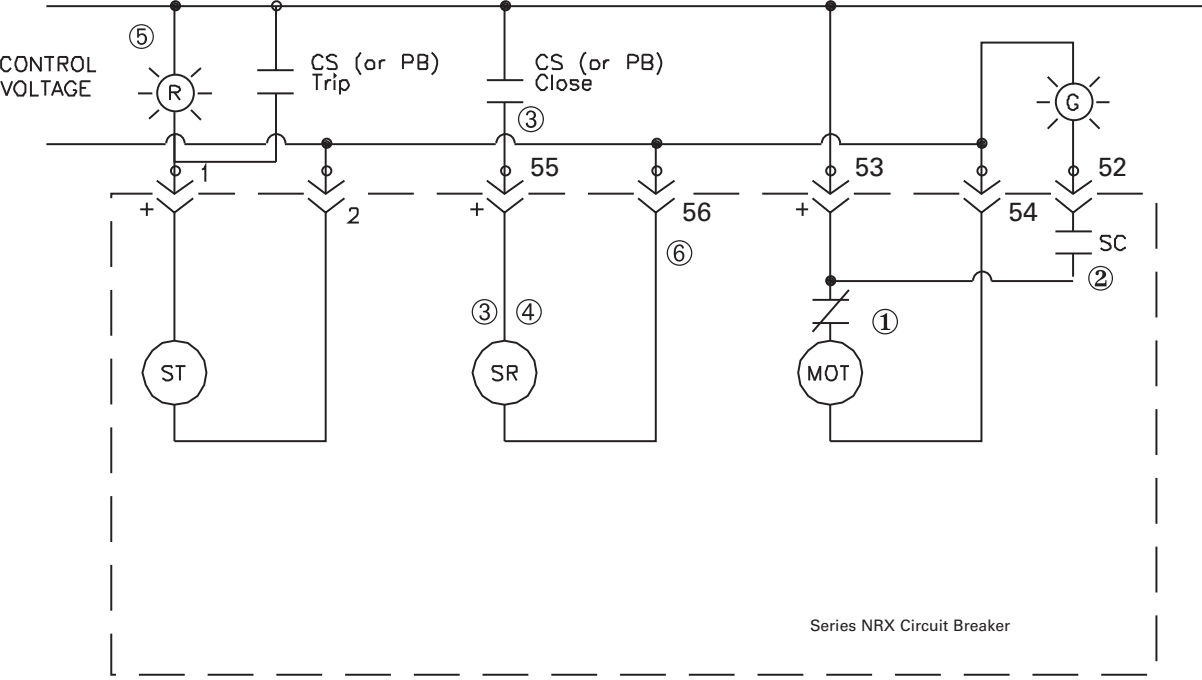 ⑤
CONTROL
VOLTAGE
R
CS (or PB)
Trip
CS (or PB)
Close
③
G
1
55
53
52
+
2
+
56
+
54
SC
⑥
②
③ ④
①
ST
SR
MOT
Series NRX Circuit Breaker